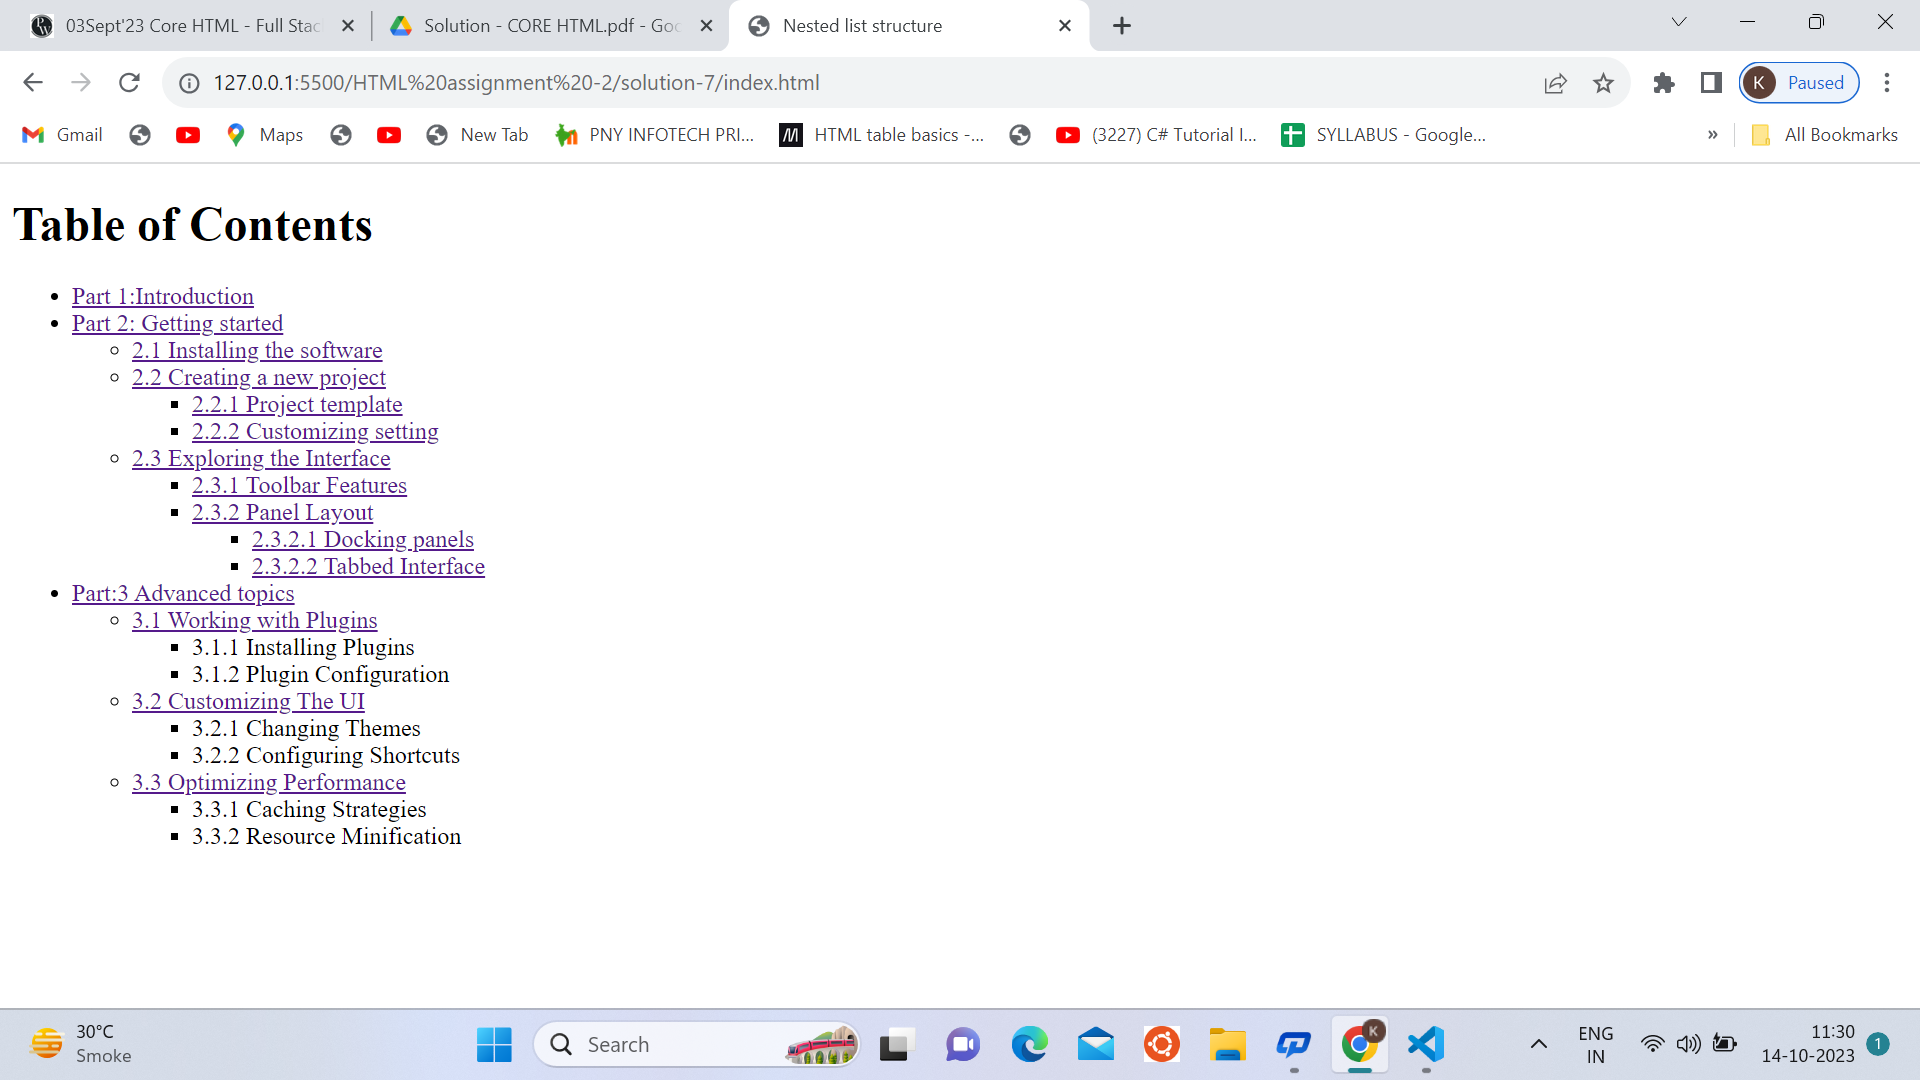 03Sept'23 Core HTML - Full Stac
Solution - CORE HTML.pdf - Goo
Nested list structure
127.0.0.1:5500/HTML%20assignment%20-2/solution-7/index.html
K Paused
Gmail
Maps
New Tab
PNY INFOTECH PRI...
HTML table basics -...
(3227) C# Tutorial I...
SYLLABUS - Google...
»
All Bookmarks
Table of Contents
Part 1:Introduction
Part 2: Getting started
2.1 Installing the software
2.2 Creating a new project
2.2.1 Project template
2.2.2 Customizing setting
2.3 Exploring the Interface
2.3.1 Toolbar Features
2.3.2 Panel Layout
2.3.2.1 Docking panels
2.3.2.2 Tabbed Interface
Part:3 Advanced topics
3.1 Working with Plugins
3.1.1 Installing Plugins
3.1.2 Plugin Configuration
3.2 Customizing The UI
3.2.1 Changing Themes
3.2.2 Configuring Shortcuts
3.3 Optimizing Performance
3.3.1 Caching Strategies
3.3.2 Resource Minification
30°C
Smoke
Search
K
ENG
IN
11:30
14-10-2023
1